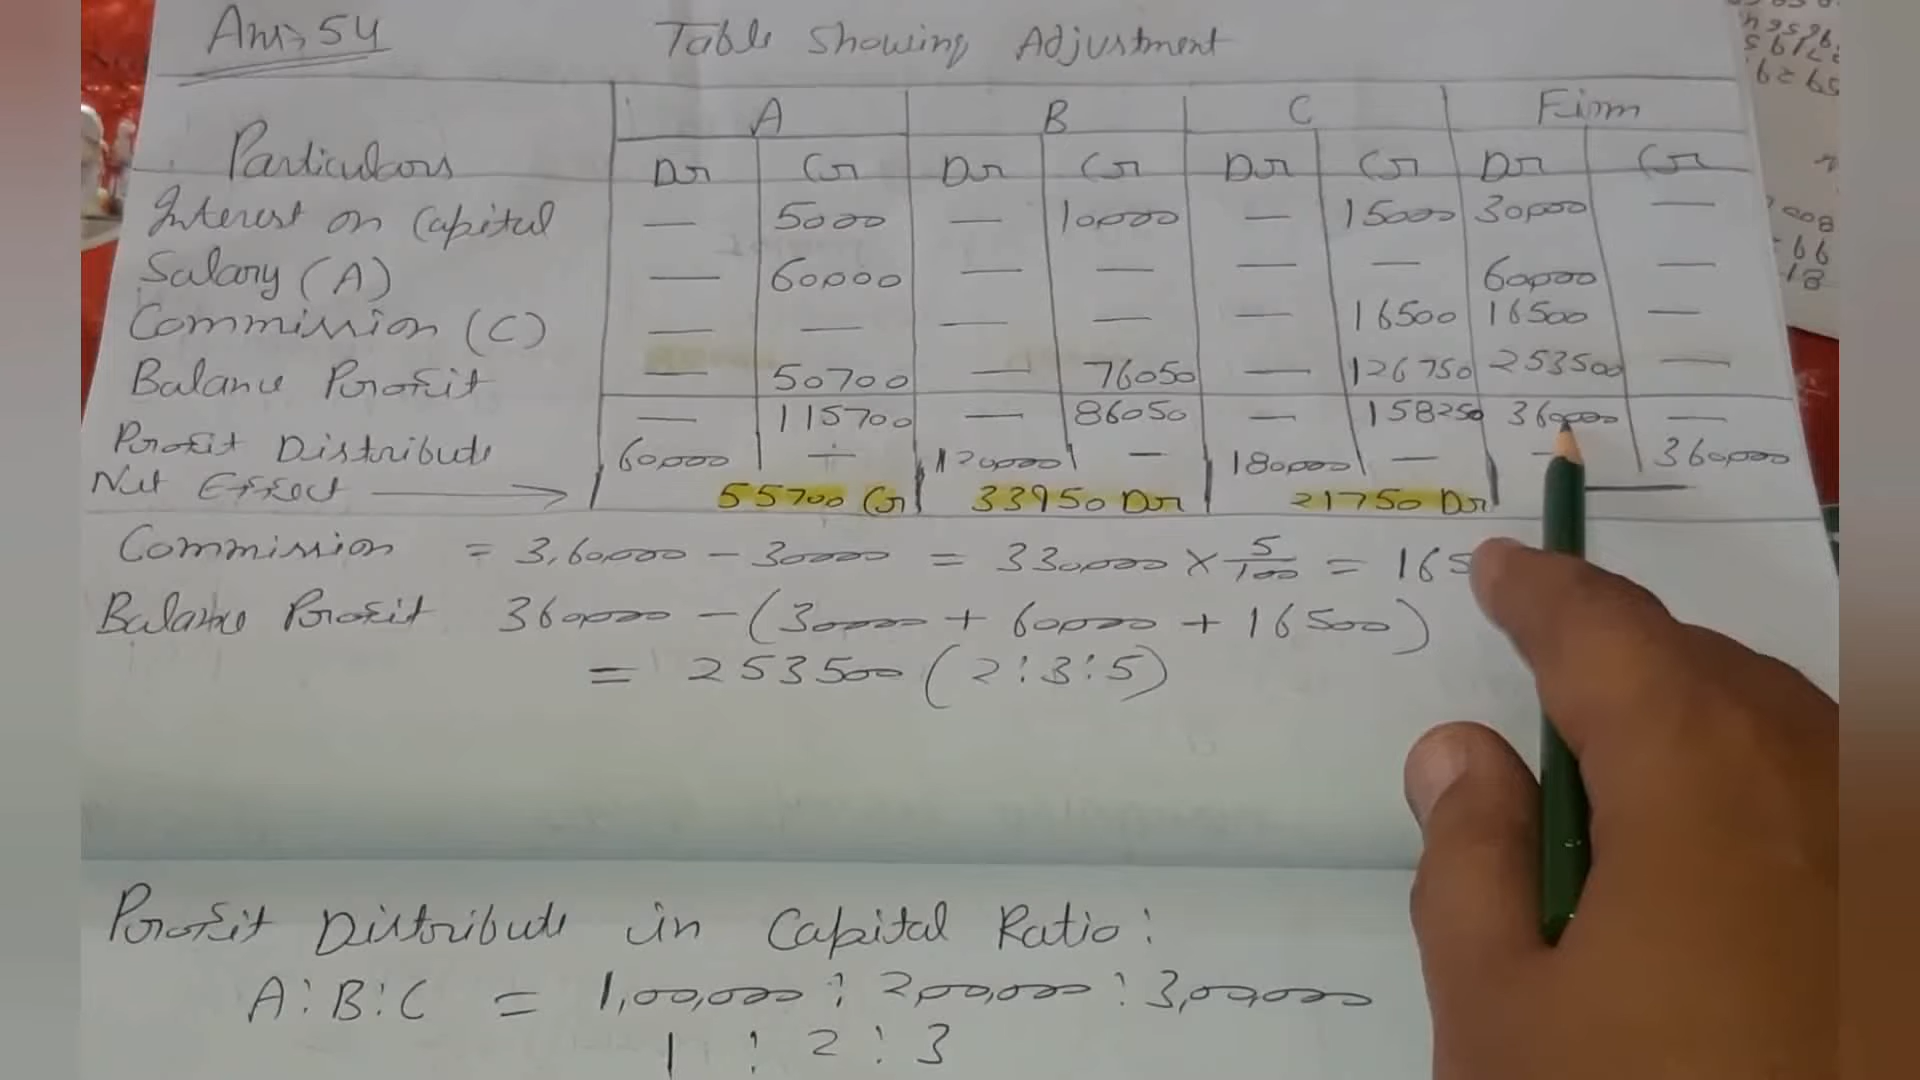 Ans 54
Table Showing Adjustment
Particulars A B C Firm
Dr Cr Dr Cr Dr Cr Dr Cr
Interest on Capital — 5000 — 10000 — 15000 30000 —
Salary (A) — 60000 — — — — 60000 —
Commission (C) — — — — — 16500 16500 —
Balance Profit — 50700 — 76050 — 126750 253500 —
— 115700 — 86050 — 158250 360000 —
Profit Distribute 60000 — 120000 — 180000 — — 360000
Net Effect → 55700 Cr 33950 Dr 21750 Dr
Commission = 3,60,000 - 30000 = 330000 × 5/100 = 165
Balance Profit 360000 - (30000 + 60000 + 16500)
= 253500 (2:3:5)
Profit Distribute in Capital Ratio:
A:B:C = 1,00,000 : 2,00,000 : 3,00,000
1 : 2 : 3